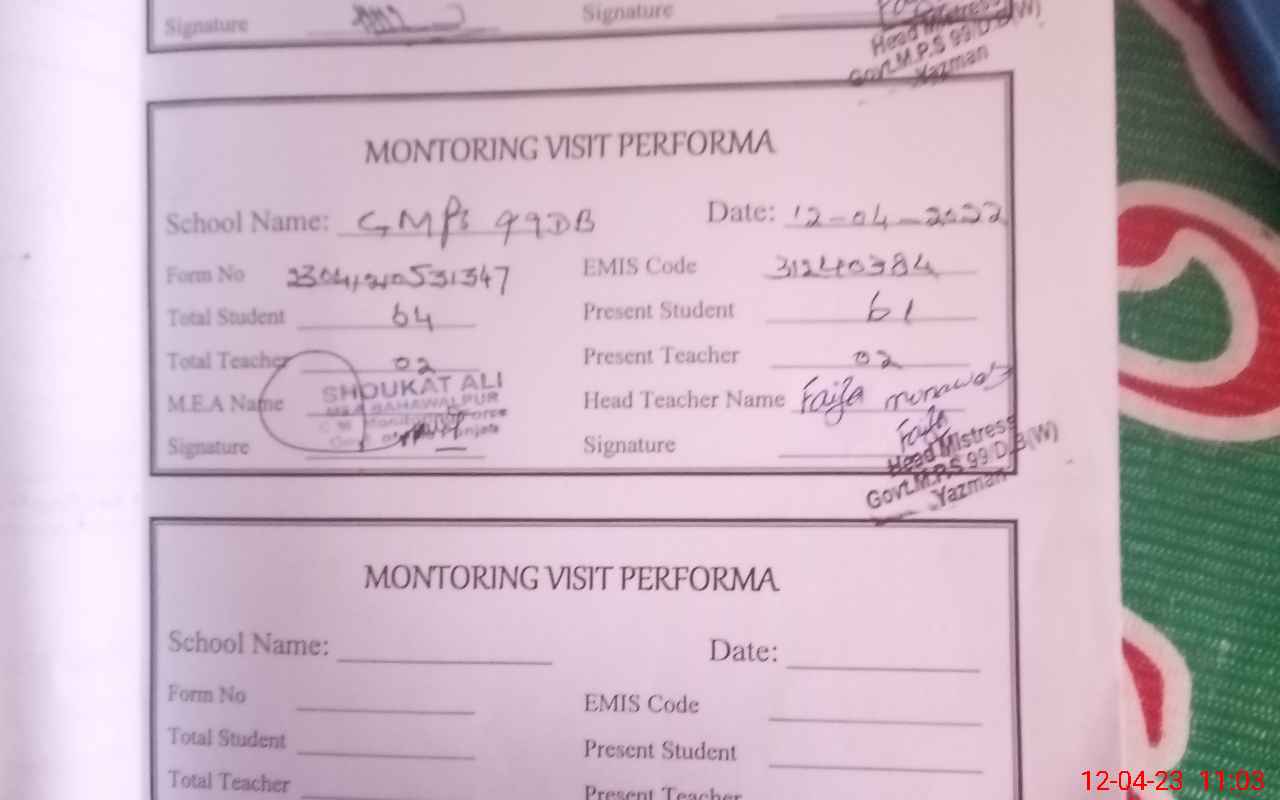 Signature Signature
Head Mistress
Govt.M.P.S 99/D.B(W)
Yazman
MONTORING VISIT PERFORMA
School Name: GMPS 99DB Date: 12-04-2022
Form No EMIS Code 31240384
Total Student 64 Present Student 61
Total Teacher 02 Present Teacher 02
M.E.A Name SHOUKAT ALI Head Teacher Name Faiza munawar
M.E.A BAHAWALPUR
Signature Signature Faiza
Head Mistress
Govt.M.P.S 99/D.B(W)
Yazman
MONTORING VISIT PERFORMA
School Name: Date:
Form No EMIS Code
Total Student Present Student
Total Teacher Present Teacher
12-04-23 11:03